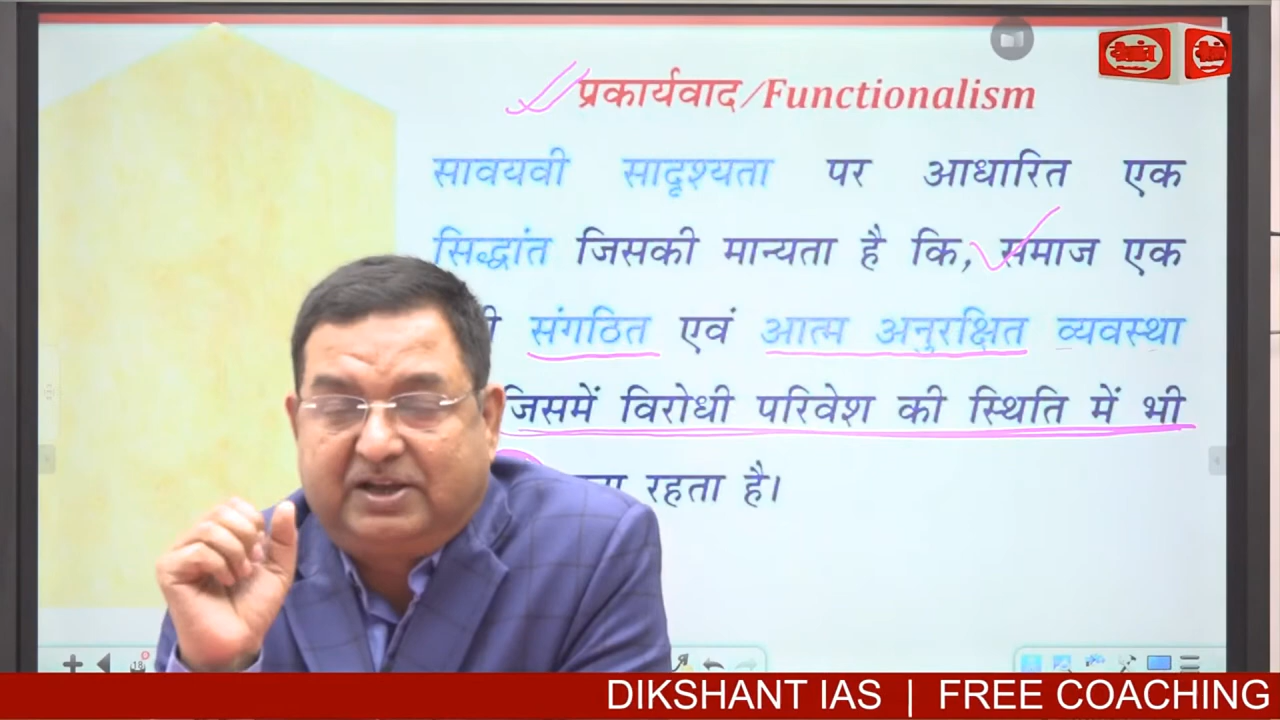 प्रकार्यवाद/Functionalism
सावयवी सादृश्यता पर आधारित एक
सिद्धांत जिसकी मान्यता है कि, समाज एक
संगठित एवं आत्म अनुरक्षित व्यवस्था
जिसमें विरोधी परिवेश की स्थिति में भी
रहता है।
18
DIKSHANT IAS | FREE COACHING